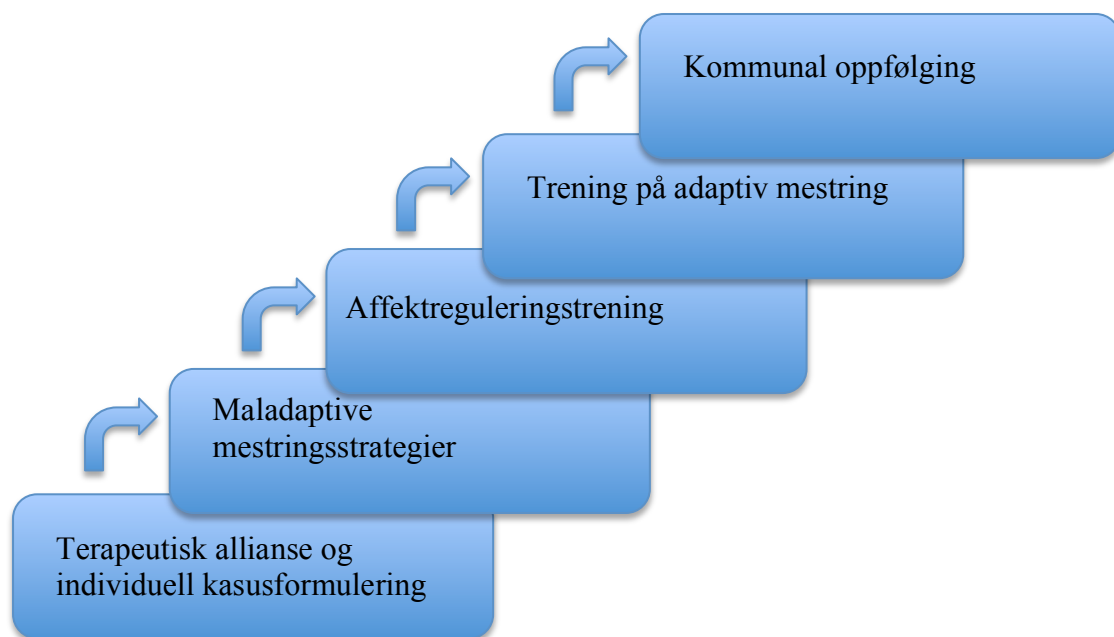 Kommunal oppfølging
Trening på adaptiv mestring
Affektreguleringstrening
Maladaptive
mestringsstrategier
Terapeutisk allianse og
individuell kasusformulering